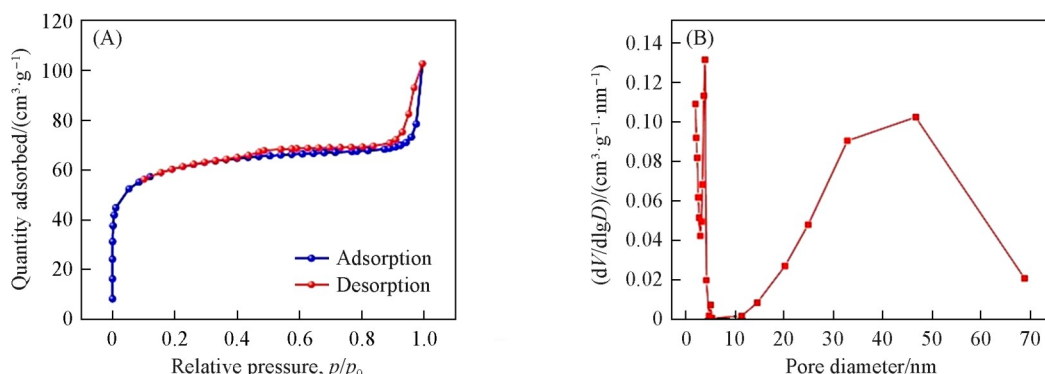 (A)
120
100
80
60
40
20
0
Quantity adsorbed/(cm³·g⁻¹)
Adsorption
Desorption
0 0.2 0.4 0.6 0.8 1.0
Relative pressure, p/p₀
(B)
0.14
0.12
0.10
0.08
0.06
0.04
0.02
0
(dV/dlgD)/(cm³·g⁻¹·nm⁻¹)
0 10 20 30 40 50 60 70
Pore diameter/nm